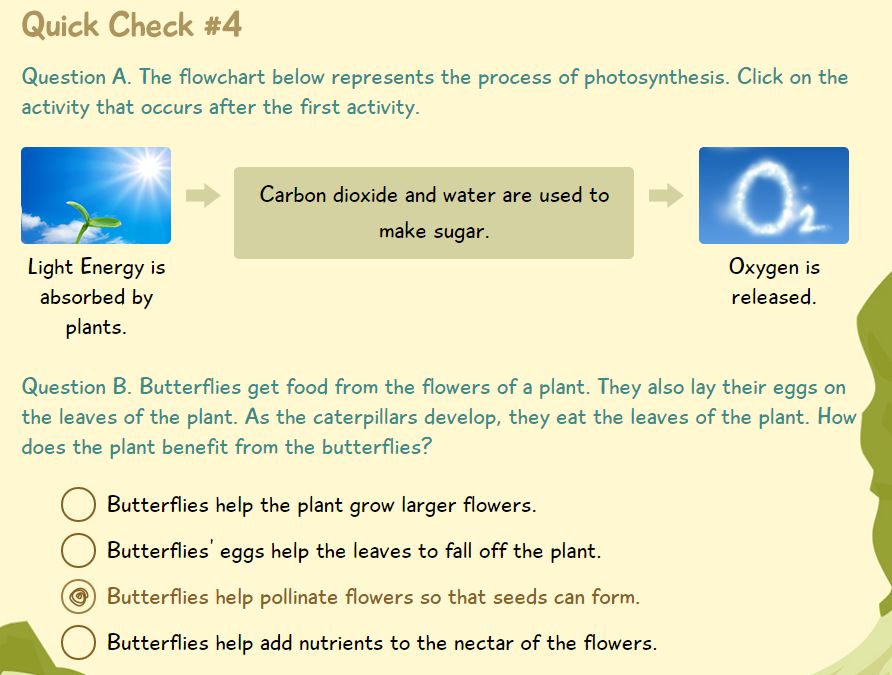 Quick Check #4
Question A. The flowchart below represents the process of photosynthesis. Click on the
activity that occurs after the first activity.
Carbon dioxide and water are used to
make sugar.
O2
Light Energy is
absorbed by
plants.
Oxygen is
released.
Question B. Butterflies get food from the flowers of a plant. They also lay their eggs on
the leaves of the plant. As the caterpillars develop, they eat the leaves of the plant. How
does the plant benefit from the butterflies?
Butterflies help the plant grow larger flowers.
Butterflies' eggs help the leaves to fall off the plant.
Butterflies help pollinate flowers so that seeds can form.
Butterflies help add nutrients to the nectar of the flowers.